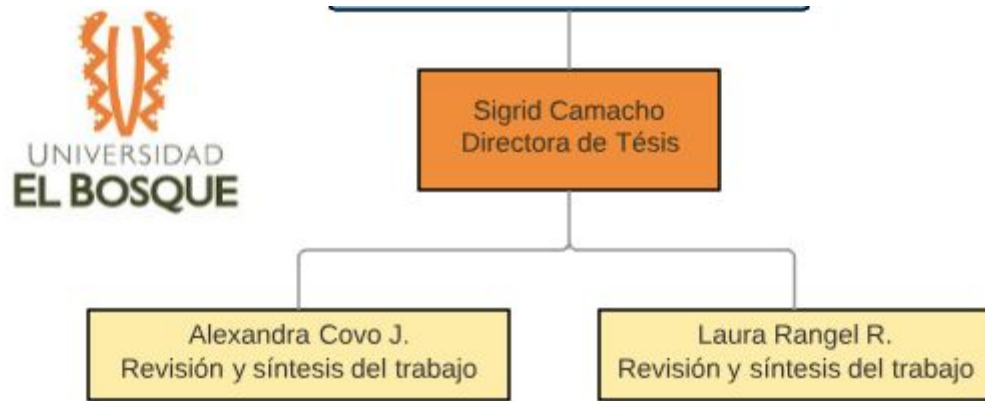 UNIVERSIDAD
EL BOSQUE
Sigrid Camacho
Directora de Tésis
Alexandra Covo J.
Revisión y síntesis del trabajo
Laura Rangel R.
Revisión y síntesis del trabajo